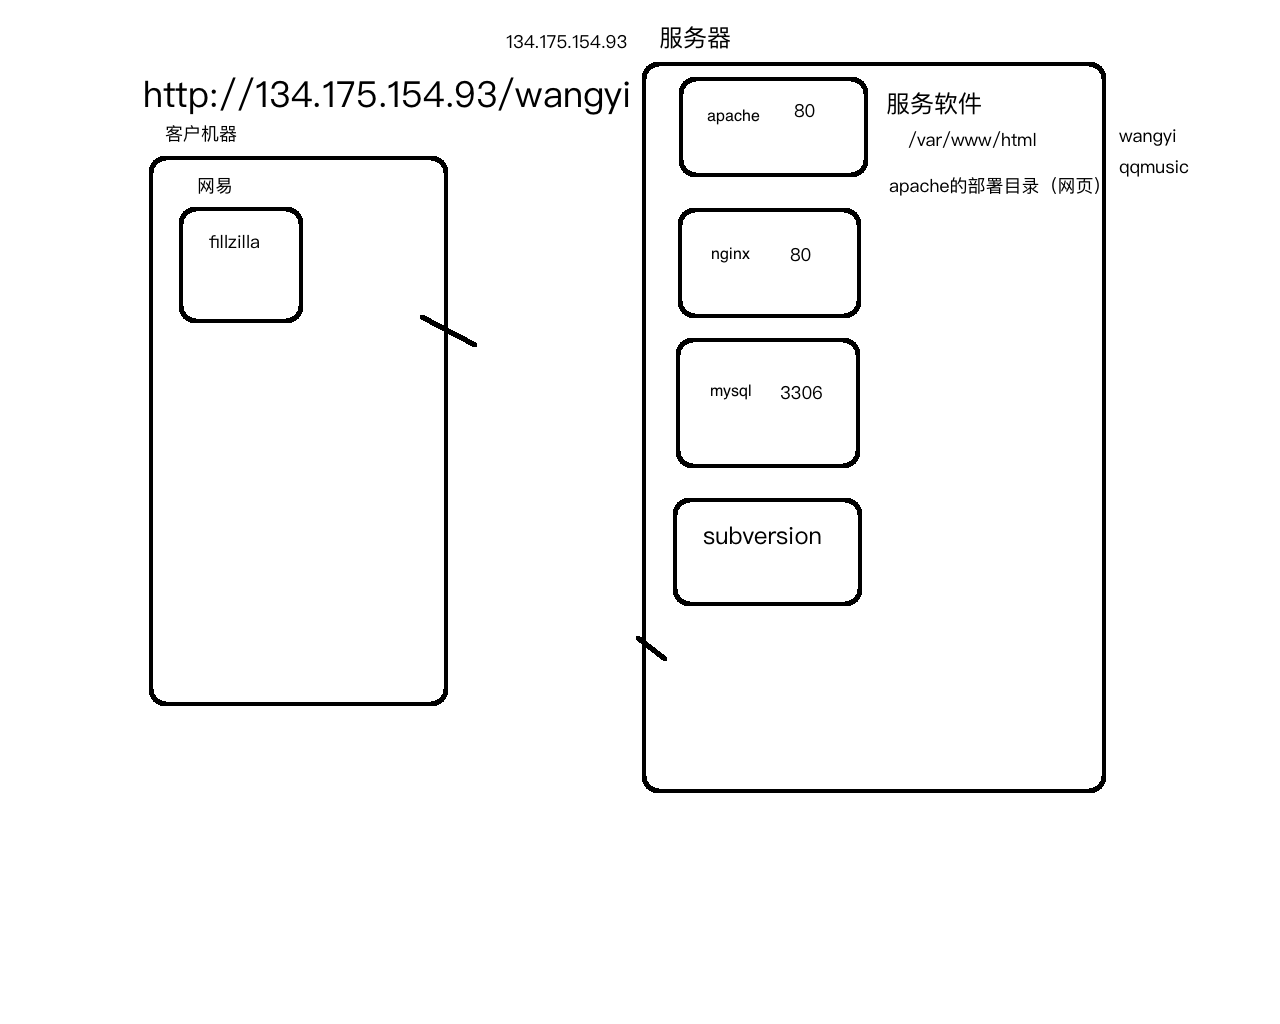 134.175.154.93
服务器
http://134.175.154.93/wangyi
客户机器
网易
fillzilla
apache 80
服务软件
/var/www/html
apache的部署目录（网页）
wangyi
qqmusic
nginx 80
mysql 3306
subversion